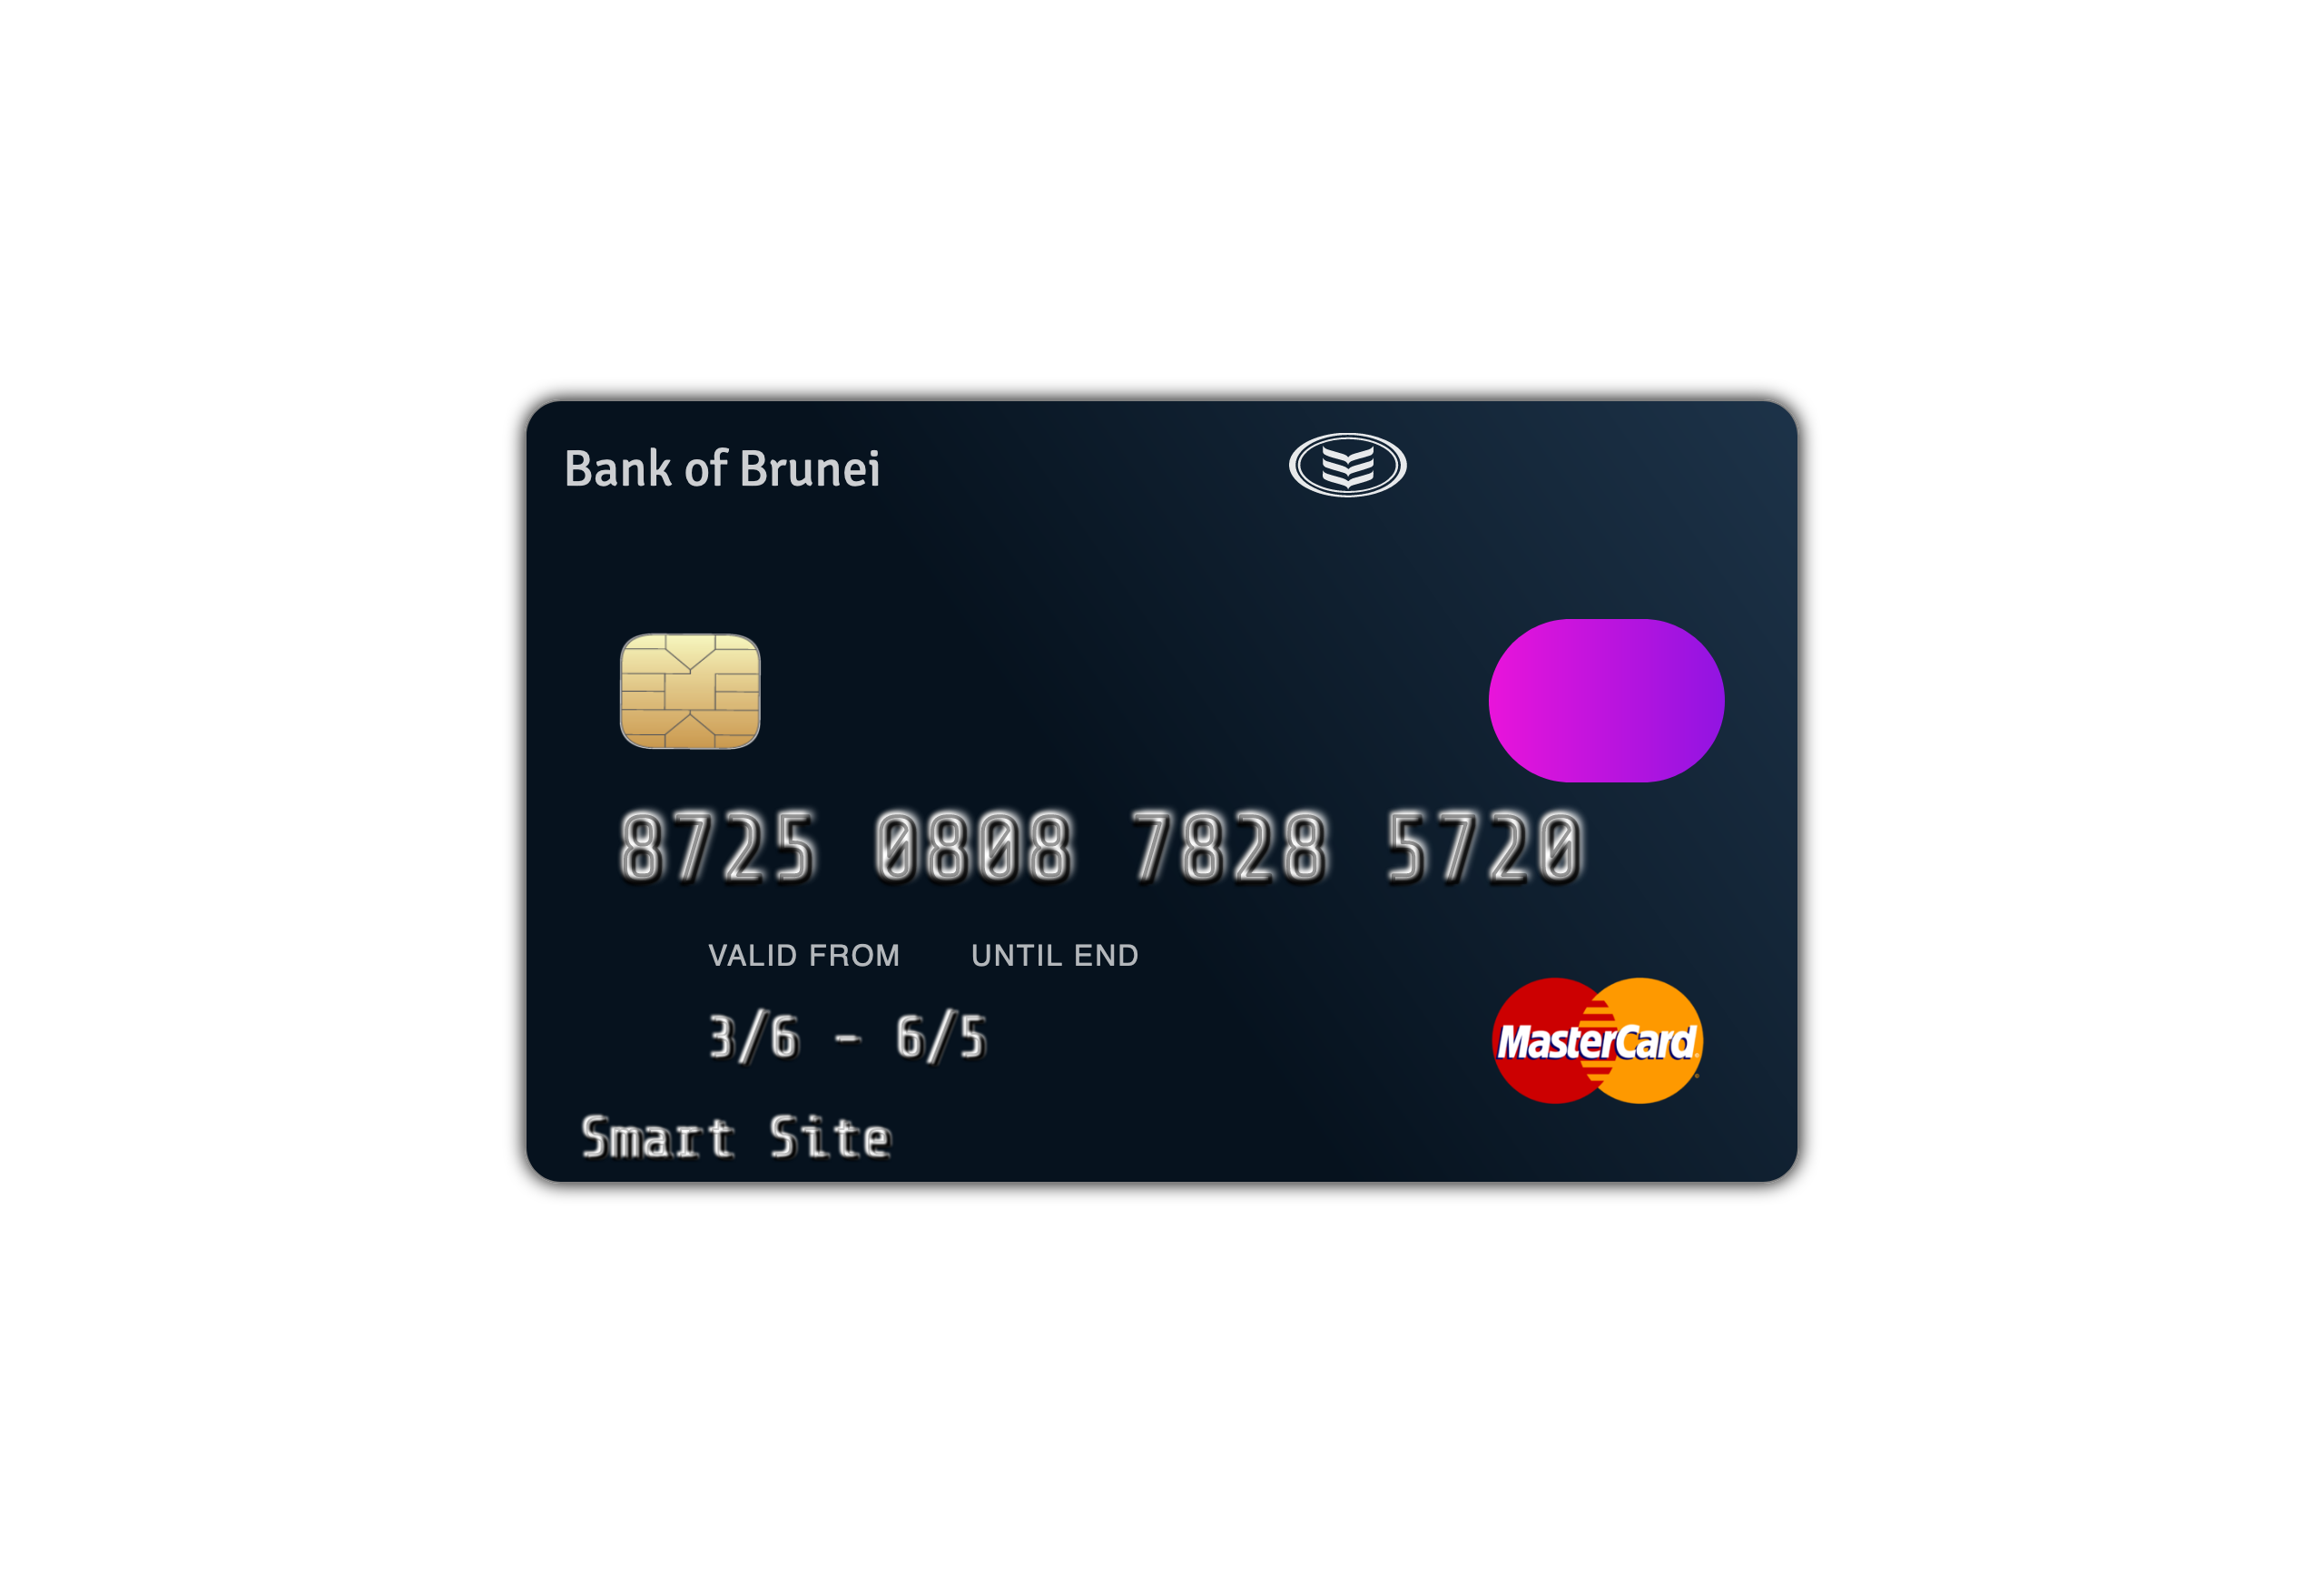 Bank of Brunei
8725 0808 7828 5720
VALID FROM UNTIL END
3/6 - 6/5
MasterCard
Smart Site